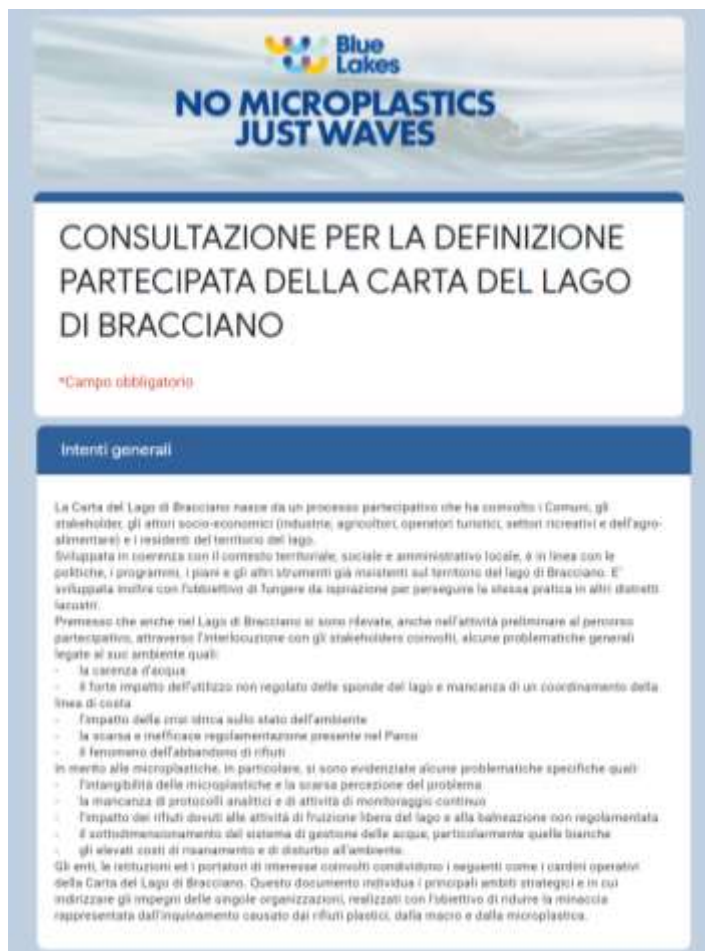 Blue
Lakes
NO MICROPLASTICS
JUST WAVES
CONSULTAZIONE PER LA DEFINIZIONE
PARTECIPATA DELLA CARTA DEL LAGO
DI BRACCIANO
*Campo obbligatorio
Intenti generali
La Carta del Lago di Bracciano nasce da un processo partecipativo che ha coinvolto i Comuni, gli
stakeholder, gli attori socio-economici (industrie, agricoltori, operatori turistici, settori ricreativi e dell'agro-
alimentare) e i residenti del territorio del lago.
Sviluppata in coerenza con il contesto territoriale, sociale e amministrativo locale, è in linea con le
politiche, i programmi, i piani e gli altri strumenti già insistenti sul territorio del lago di Bracciano. E'
sviluppata inoltre con l'obbiettivo di fungere da ispirazione per perseguire la stessa pratica in altri distretti
lacustri.
Premesso che anche nel Lago di Bracciano si sono rilevate, anche nell'attività preliminare al percorso
partecipativo, attraverso l'interlocuzione con gli stakeholders coinvolti, alcune problematiche generali
legate al suo ambiente quali:
- la carenza d'acqua
- il forte impatto dell'utilizzo non regolato delle sponde del lago e mancanza di un coordinamento della
linea di costa
- l'impatto della crisi idrica sullo stato dell'ambiente
- la scarsa e inefficace regolamentazione presente nel Parco
- il fenomeno dell'abbandono di rifiuti
In merito alle microplastiche, in particolare, si sono evidenziate alcune problematiche specifiche quali:
- l'intangibilità delle microplastiche e la scarsa percezione del problema
- la mancanza di protocolli analitici e di attività di monitoraggio continuo
- l'impatto dei rifiuti dovuti alle attività di fruizione libera del lago e alla balneazione non regolamentata
- il sottodimensionamento del sistema di gestione delle acque, particolarmente quelle bianche
- gli elevati costi di risanamento e di disturbo all'ambiente.
Gli enti, le istituzioni ed i portatori di interesse coinvolti condividono i seguenti come i cardini operativi
della Carta del Lago di Bracciano. Questo documento individua i principali ambiti strategici e in cui
indirizzare gli impegni delle singole organizzazioni, realizzati con l'obiettivo di ridurre la minaccia
rappresentata dall'inquinamento causato dai rifiuti plastici, dalla macro e dalla microplastica.